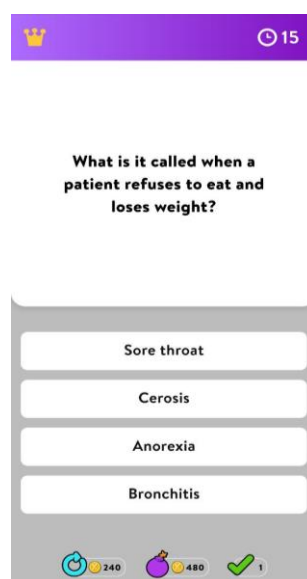 15
What is it called when a
patient refuses to eat and
loses weight?
Sore throat
Cerosis
Anorexia
Bronchitis
240 480 1